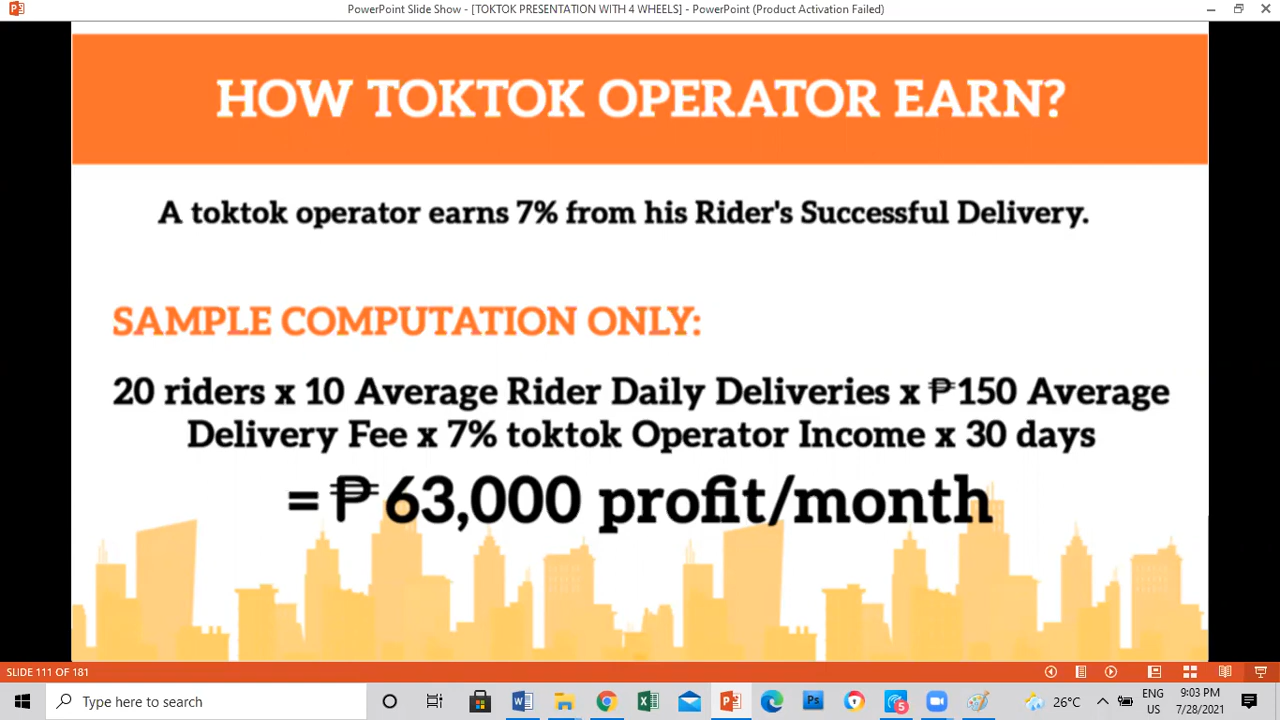 PowerPoint Slide Show - [TOKTOK PRESENTATION WITH 4 WHEELS] - PowerPoint (Product Activation Failed)
HOW TOKTOK OPERATOR EARN?
A toktok operator earns 7% from his Rider's Successful Delivery.
SAMPLE COMPUTATION ONLY:
20 riders x 10 Average Rider Daily Deliveries x ₱150 Average
Delivery Fee x 7% toktok Operator Income x 30 days
= ₱63,000 profit/month
SLIDE 111 OF 181
Type here to search
5
26°C
ENG
US
9:03 PM
7/28/2021